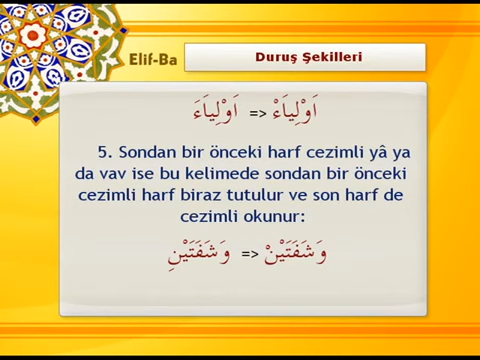 Elif-Ba
Duruş Şekilleri
اَوْلِيَاءَ => اَوْلِيَاءْ
5. Sondan bir önceki harf cezimli yâ ya
da vav ise bu kelimede sondan bir önceki
cezimli harf biraz tutulur ve son harf de
cezimli okunur:
وَشَفَتَيْنِ => وَشَفَتَيْنْ